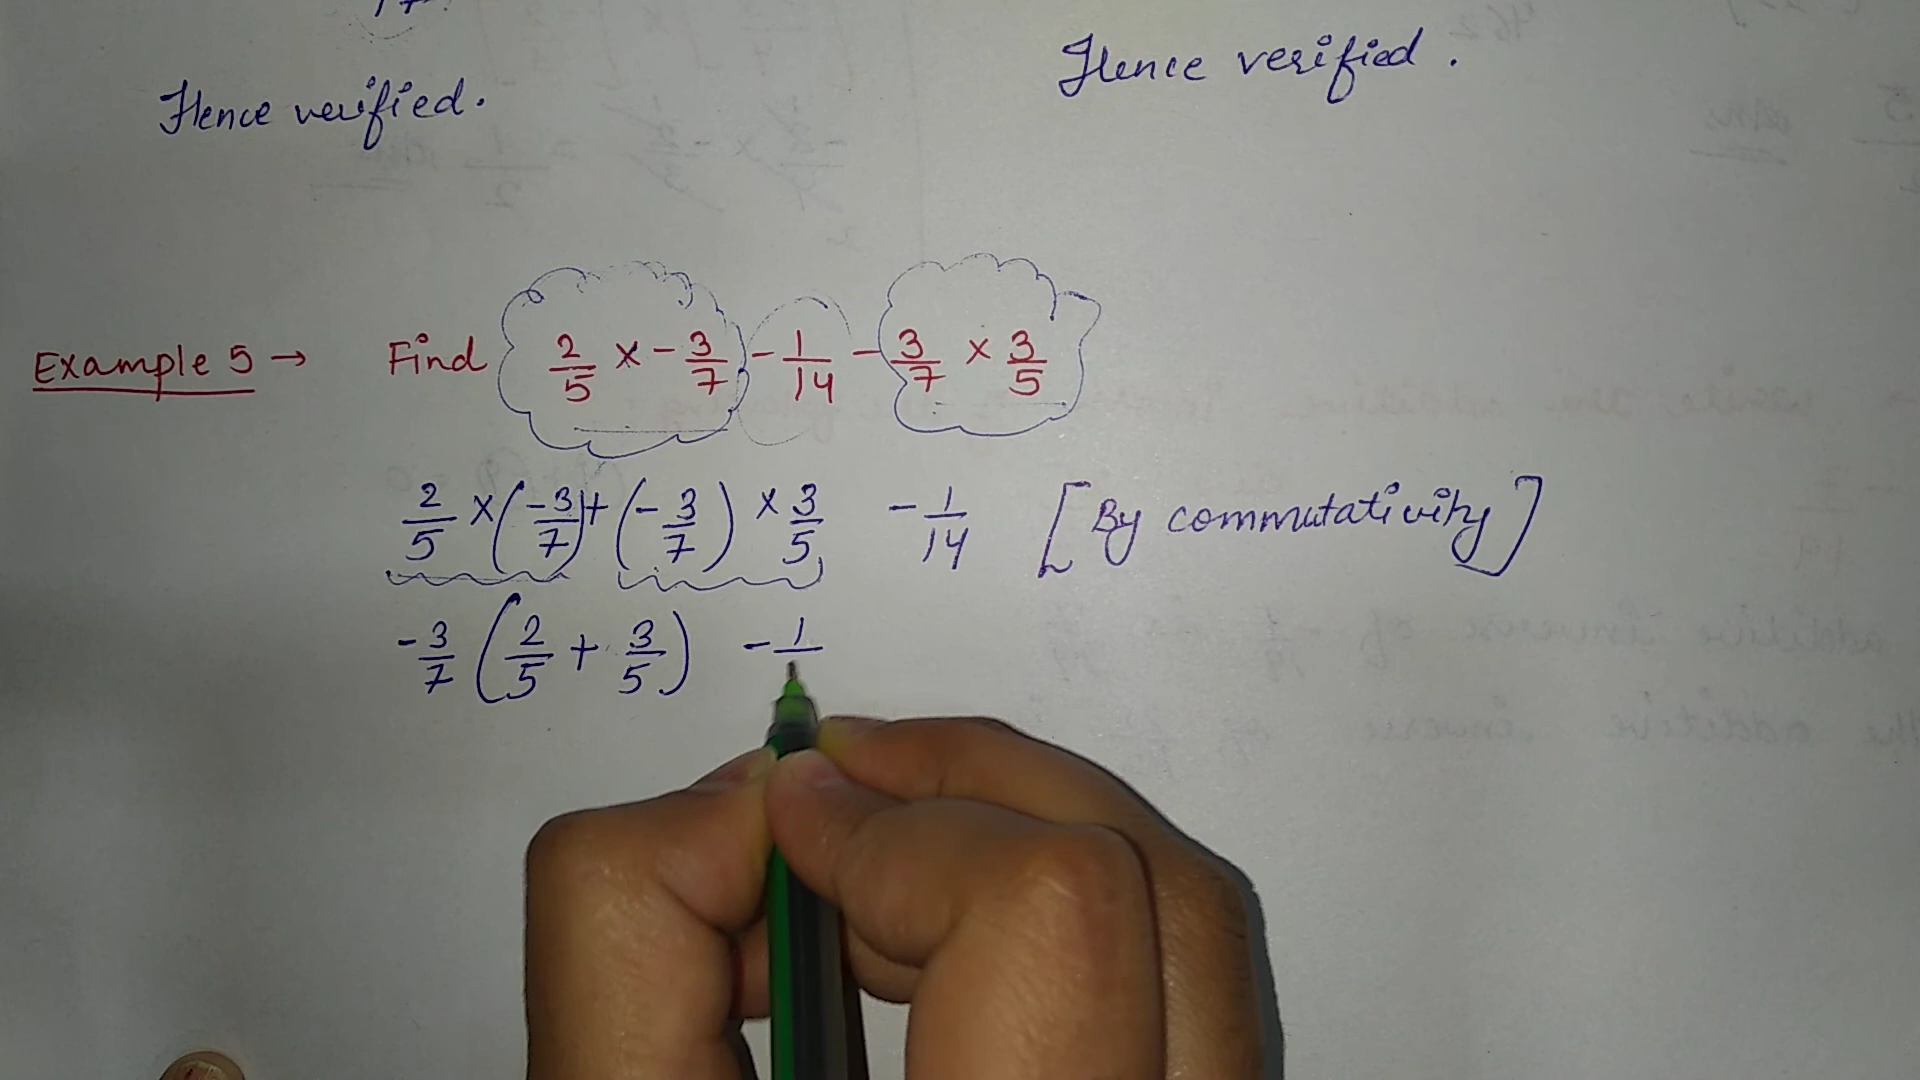 Hence verified.
Hence verified.
Example 5 → Find 2/5 × -3/7 - 1/14 - 3/7 × 3/5
2/5 × (-3/7) + (-3/7) × 3/5 - 1/14 [By commutativity]
-3/7 (2/5 + 3/5) - 1/